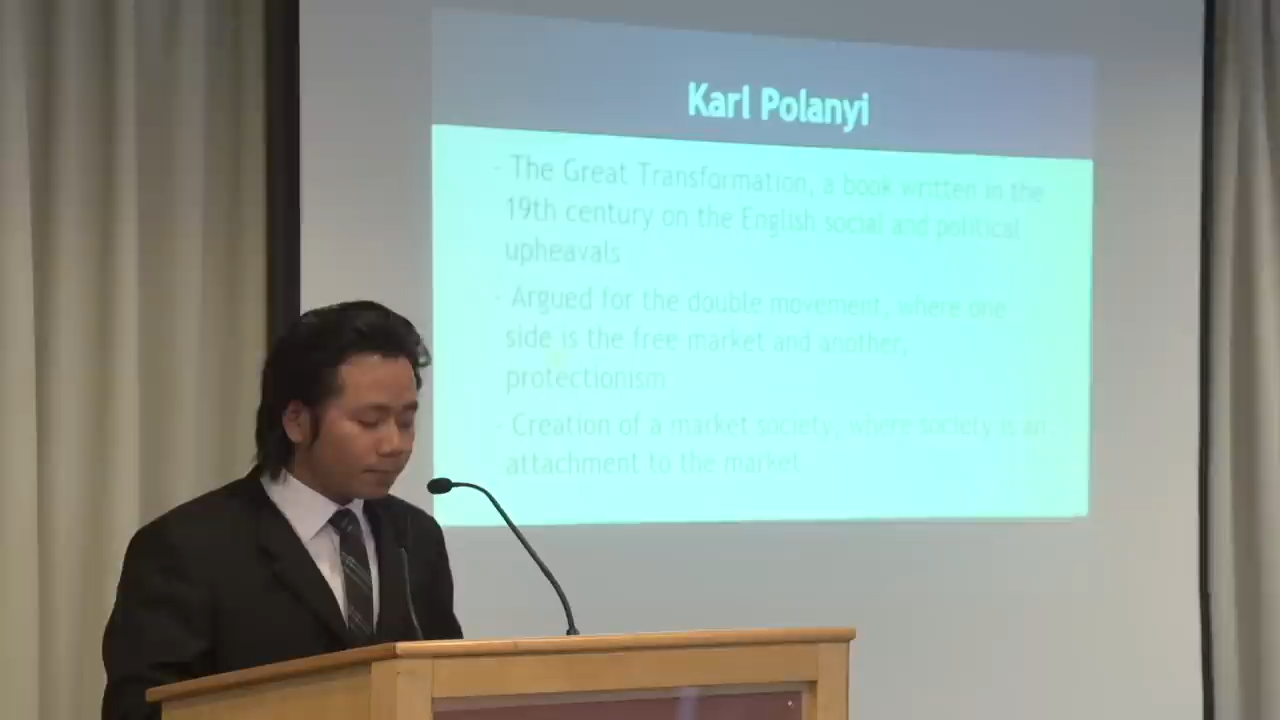 Karl Polanyi
- The Great Transformation, a book written in the
19th century on the English social and political
upheavals
- Argued for the double movement, where one
side is the free market and another,
protectionism
- Creation of a market society, where society is an
attachment to the market